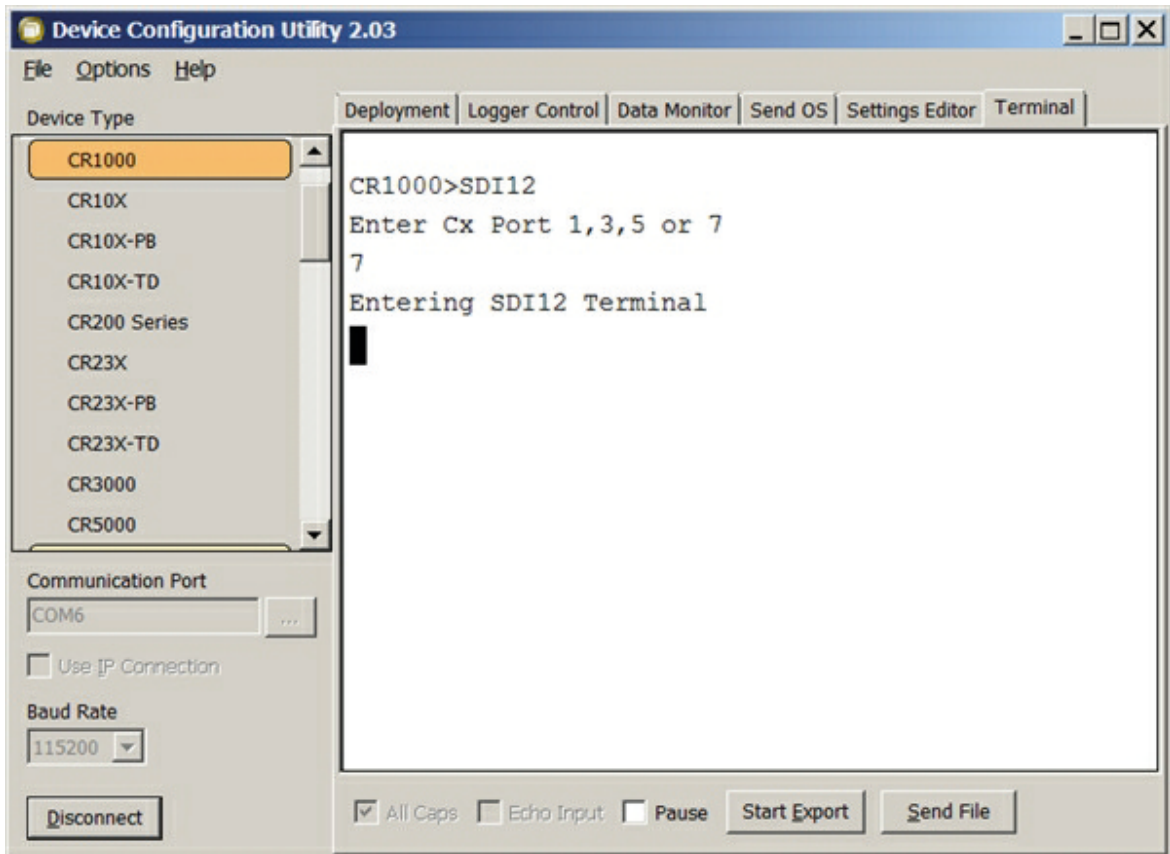 Device Configuration Utility 2.03
File Options Help
Device Type
CR1000
CR10X
CR10X-PB
CR10X-TD
CR200 Series
CR23X
CR23X-PB
CR23X-TD
CR3000
CR5000
Communication Port
COM6 ...
Use IP Connection
Baud Rate
115200
Disconnect
Deployment Logger Control Data Monitor Send OS Settings Editor Terminal
CR1000>SDI12
Enter Cx Port 1,3,5 or 7
7
Entering SDI12 Terminal
All Caps Echo Input Pause Start Export Send File